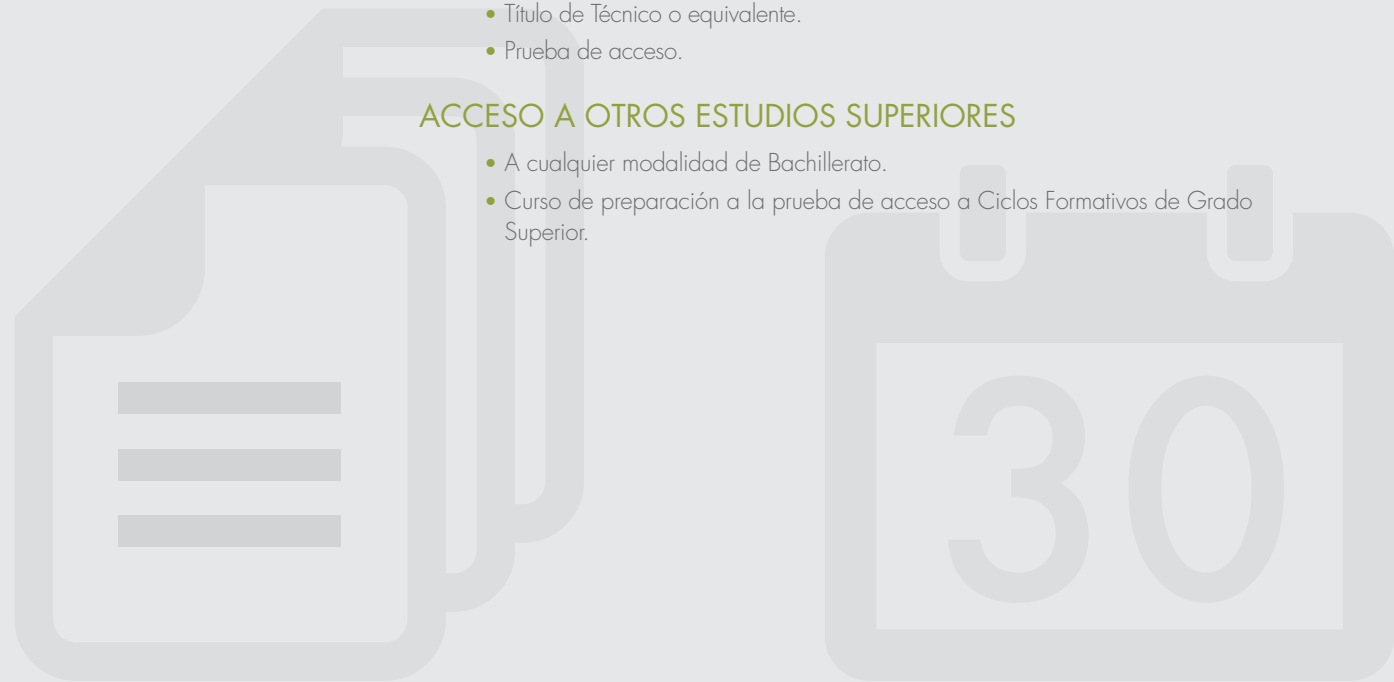 • Título de Técnico o equivalente.
• Prueba de acceso.
ACCESO A OTROS ESTUDIOS SUPERIORES
• A cualquier modalidad de Bachillerato.
• Curso de preparación a la prueba de acceso a Ciclos Formativos de Grado
Superior.
30